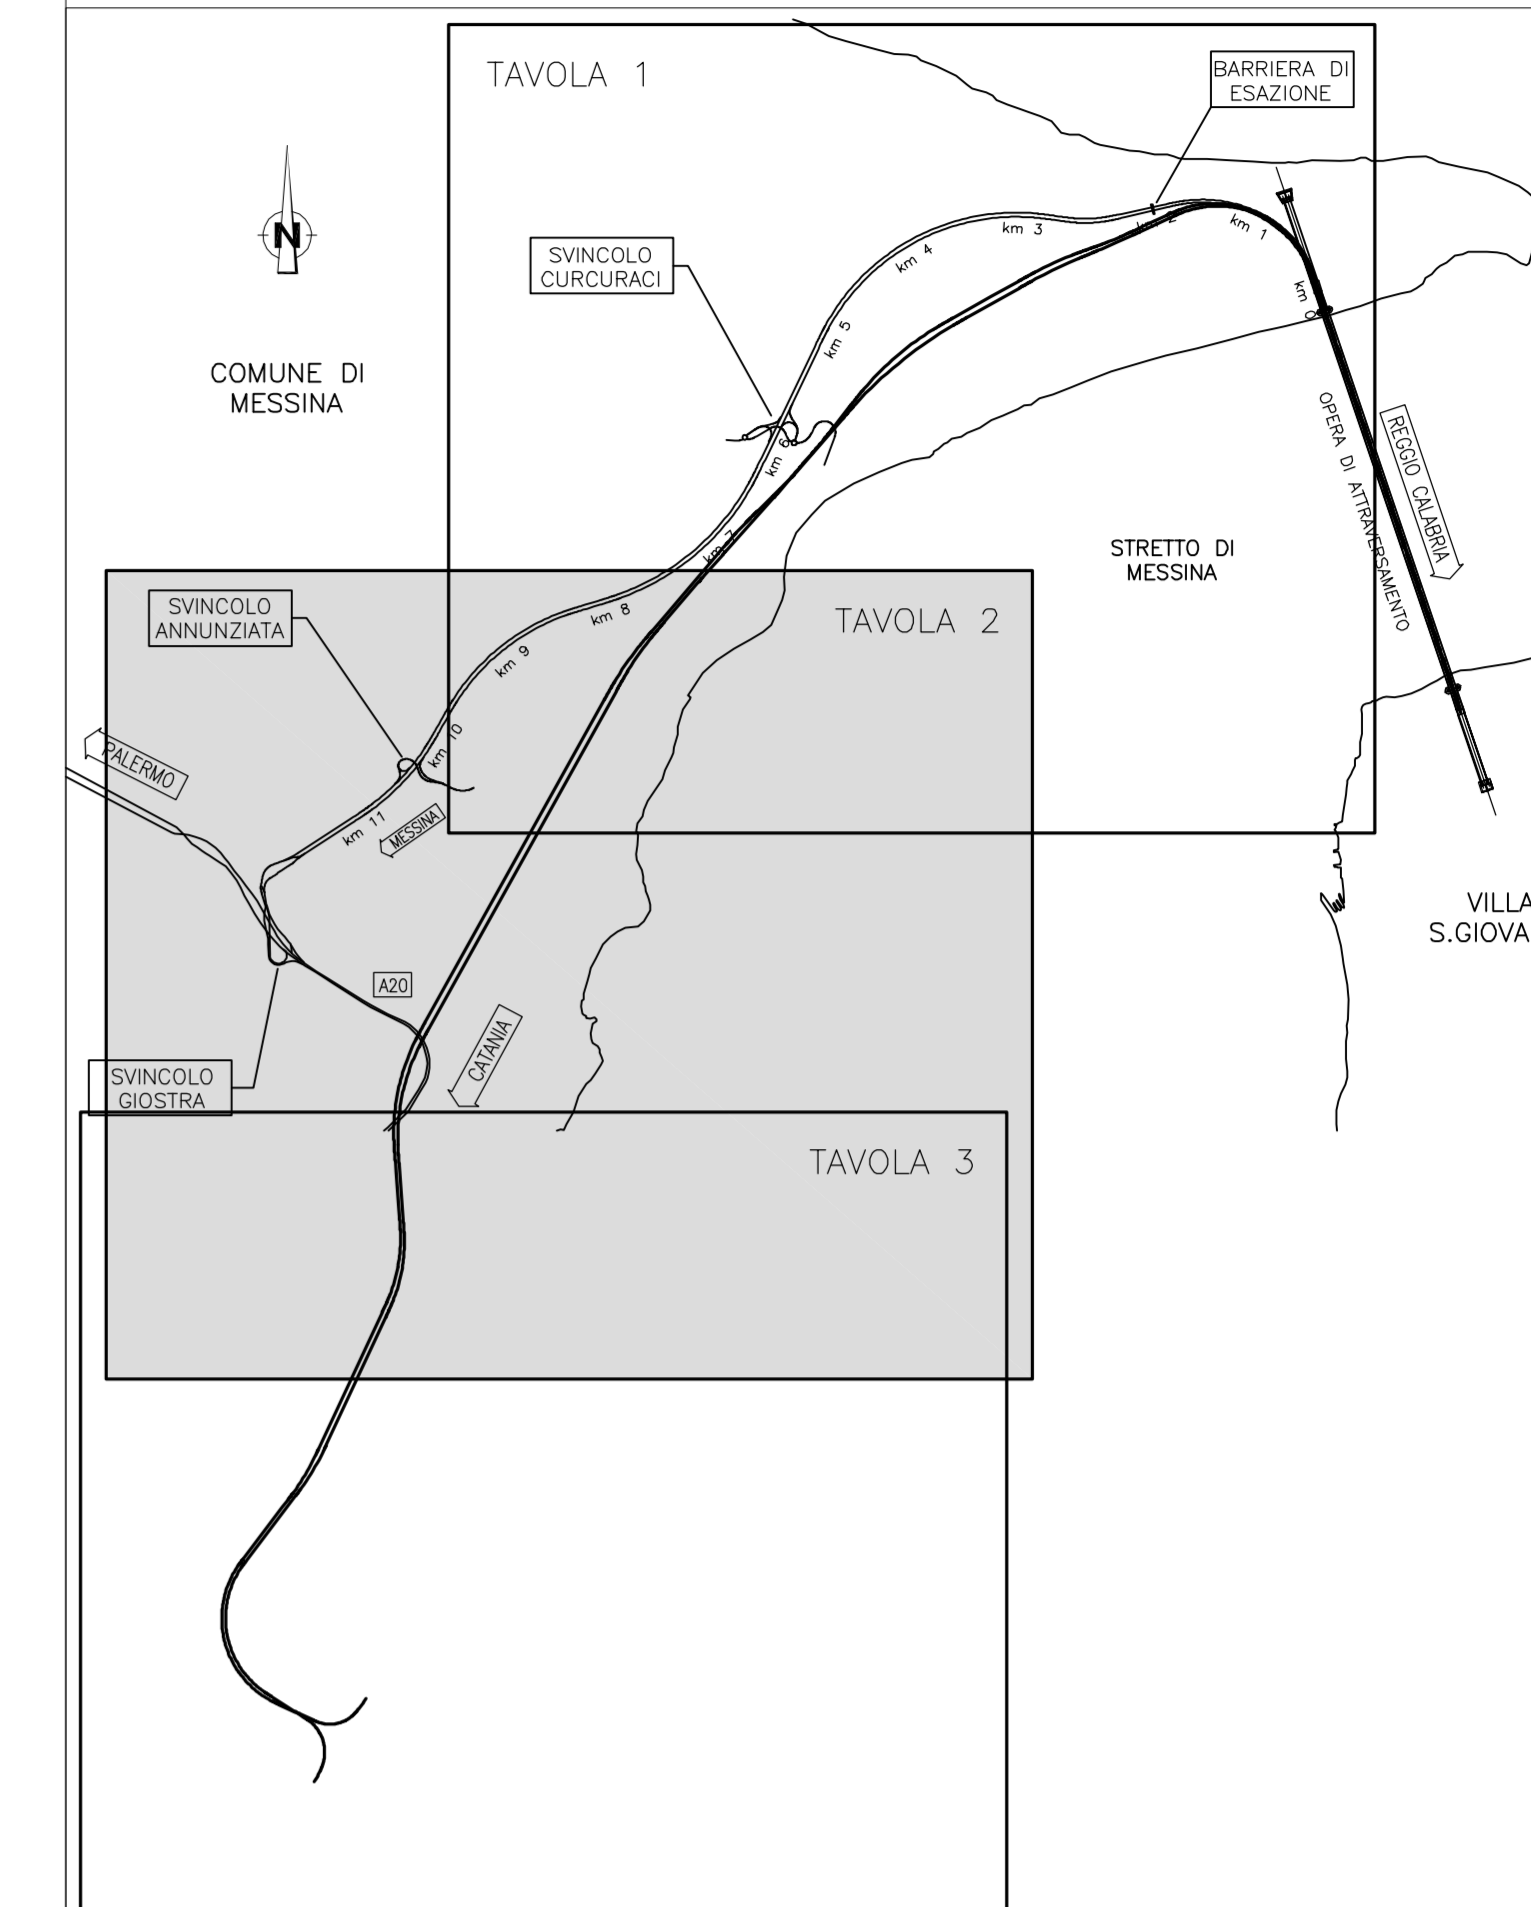 TAVOLA 1
BARRIERA DI
ESAZIONE
N
SVINCOLO
CURCURACI
COMUNE DI
MESSINA
km 0
km 1
km 2
km 3
km 4
km 5
km 6
km 7
OPERA DI ATTRAVERSAMENTO
REGGIO CALABRIA
STRETTO DI
MESSINA
SVINCOLO
ANNUNZIATA
TAVOLA 2
km 8
km 9
km 10
km 11
PALERMO
MESSINA
VILLA
S.GIOVA
A20
CATANIA
SVINCOLO
GIOSTRA
TAVOLA 3